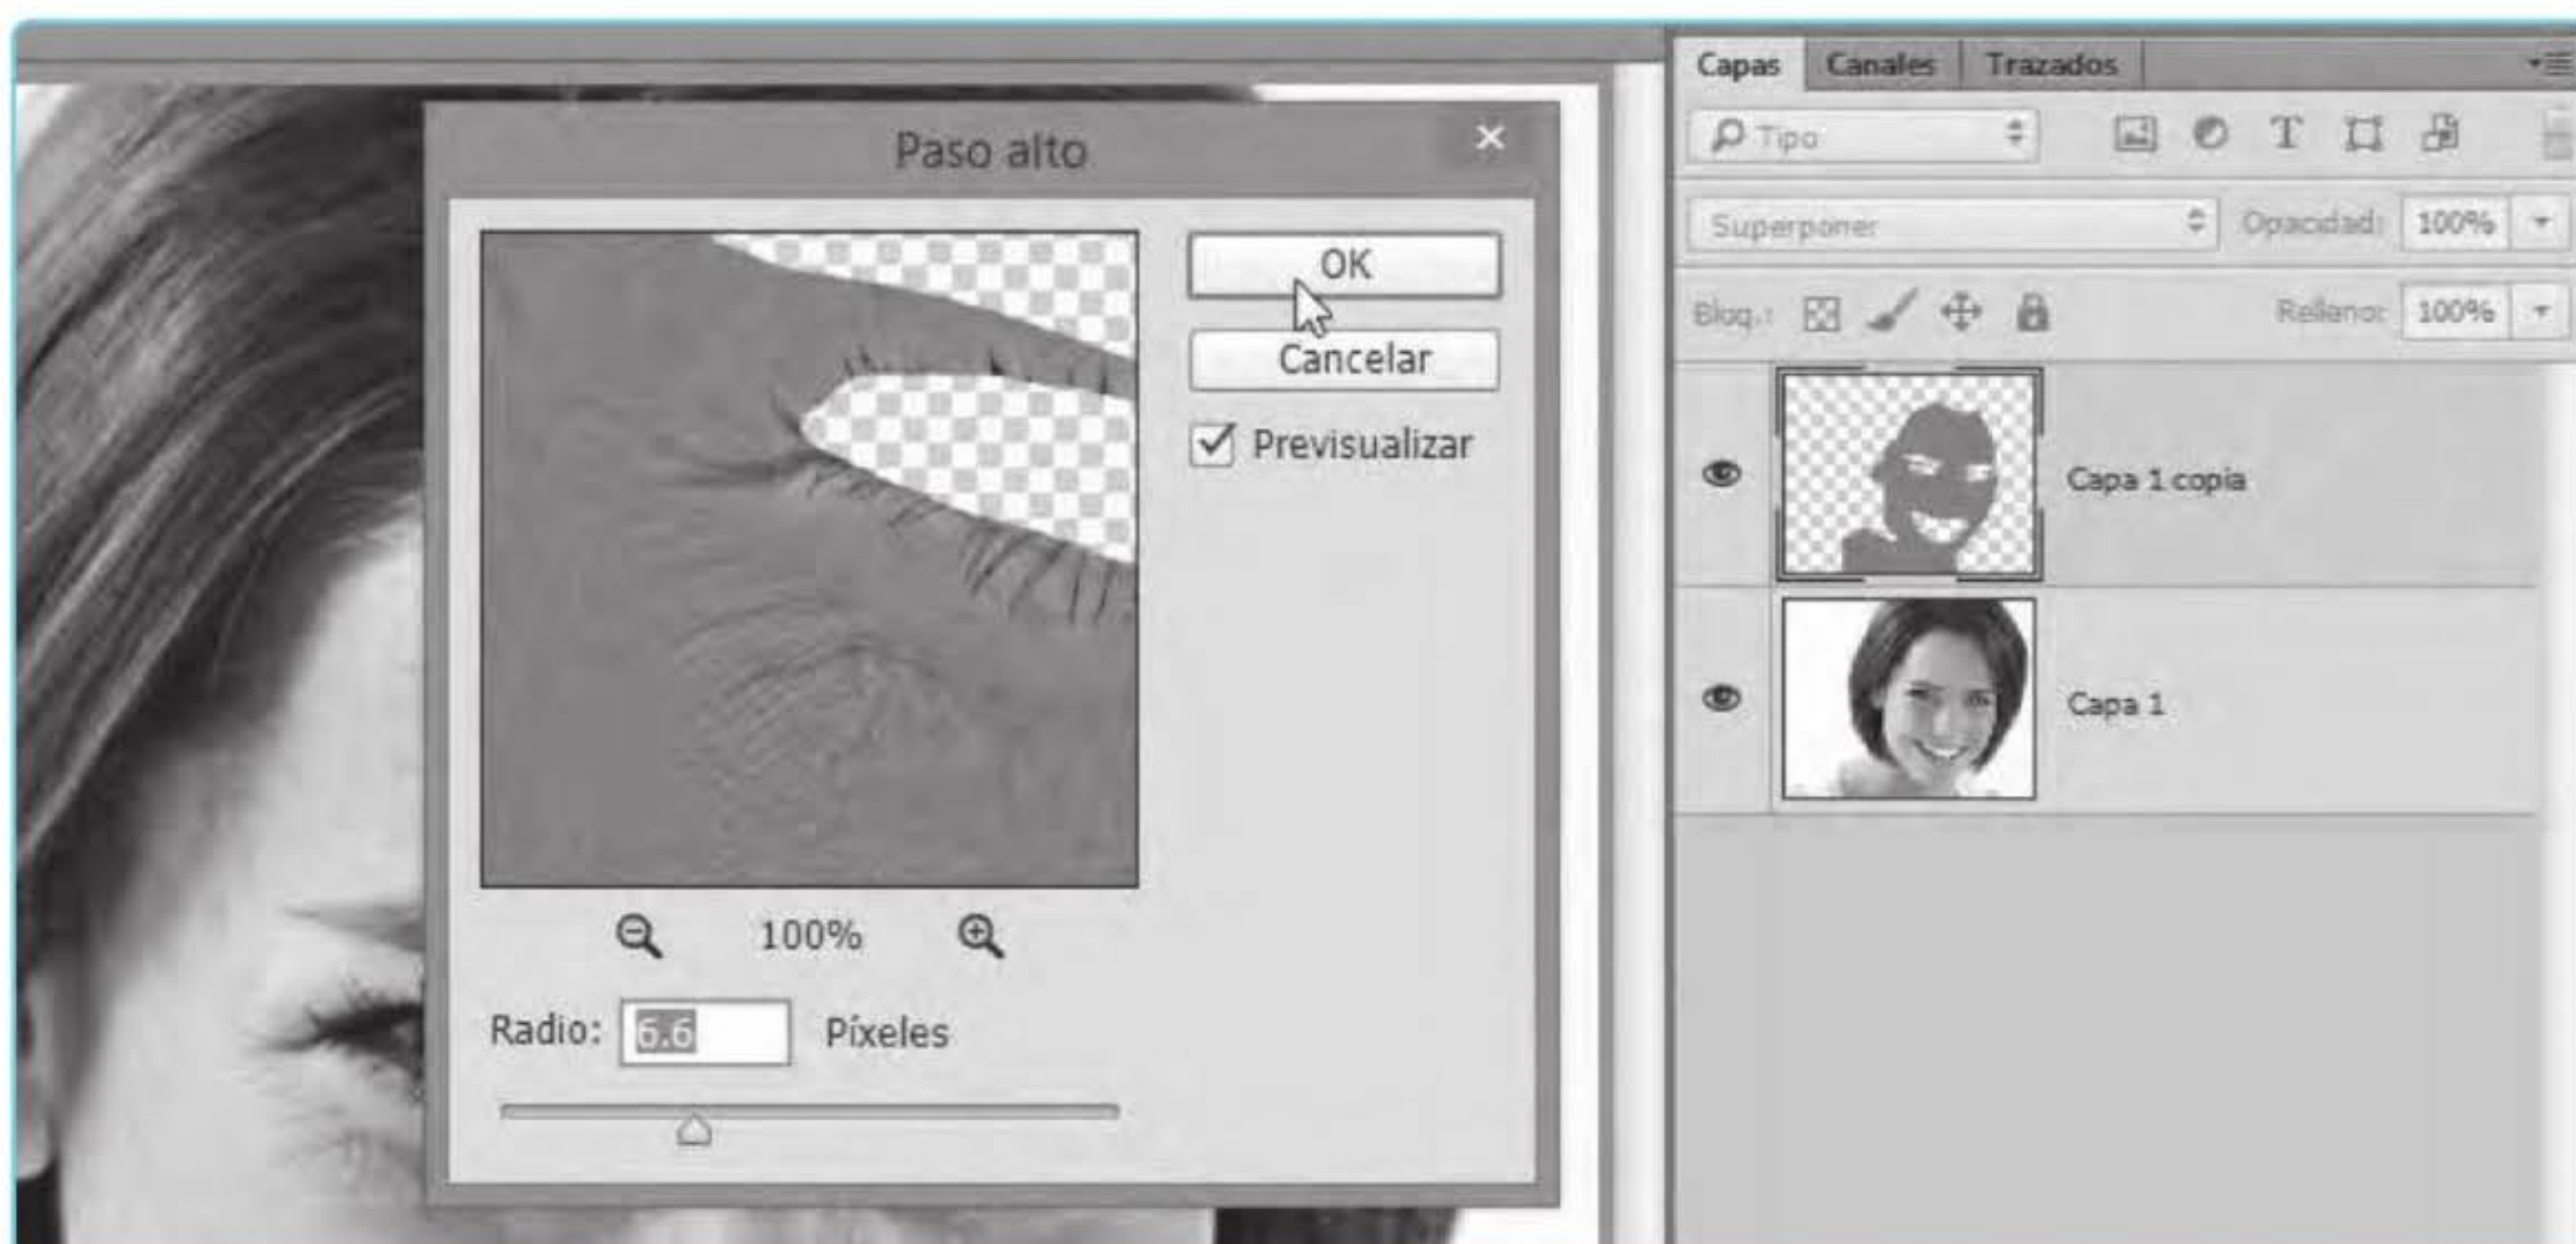 Paso alto
OK
Cancelar
Previsualizar
100%
Radio: 6.6 Píxeles
Capas Canales Trazados
Tipo
Superponer Opacidad: 100%
Bloq.: Relleno: 100%
Capa 1 copia
Capa 1